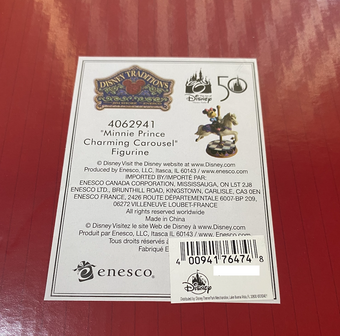 DISNEY TRADITIONS
Disney
50
4062941
"Minnie Prince
Charming Carousel"
Figurine
© Disney Visit the Disney website at www.Disney.com
Produced by Enesco, LLC, Itasca, IL 60143 / www.enesco.com
IMPORTED BY/IMPORTÉ PAR:
ENESCO CANADA CORPORATION, MISSISSAUGA, ON L5T 2J8
ENESCO LTD., BRUNTHILL ROAD, KINGSTOWN, CARLISLE, CA3 0EN
ENESCO FRANCE, 2426 ROUTE DÉPARTEMENTALE 6007-BP 209,
06272 VILLENEUVE LOUBET-FRANCE
All rights reserved worldwide
Made in China
© Disney Visitez le site Web de Disney à www.Disney.com
Produit par Enesco, LLC, Itasca, IL 60143 / www.enesco.com
Tous droits réservés
Fabriqué
enesco.
4 00941 76474 8
Disney